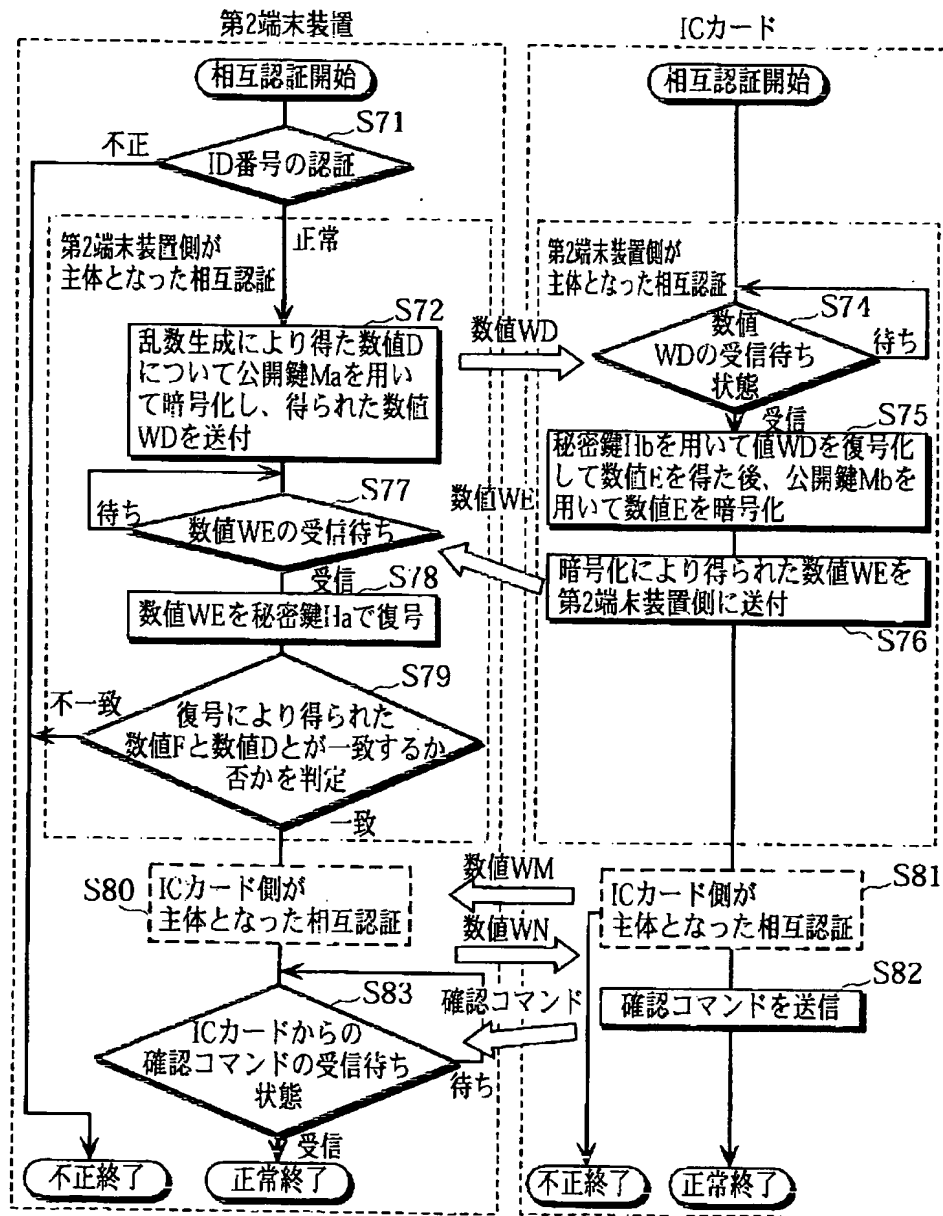 第2端末装置
相互認証開始
S71
不正
ID番号の認証
正常
第2端末装置側が
主体となった相互認証
S72
乱数生成により得た数値D
について公開鍵Maを用い
て暗号化し、得られた数値
WDを送付
S77
待ち
数値WEの受信待ち
受信
S78
数値WEを秘密鍵Haで復号
S79
不一致
復号により得られた
数値Fと数値Dとが一致するか
否かを判定
一致
S80
ICカード側が
主体となった相互認証
S83
ICカードからの
確認コマンドの受信待ち
状態
待ち
受信
不正終了
正常終了
数値WD
数値WE
数値WM
数値WN
確認コマンド
ICカード
相互認証開始
第2端末装置側が
主体となった相互認証
S74
数値
WDの受信待ち
状態
待ち
受信
S75
秘密鍵Hbを用いて値WDを復号化
して数値Eを得た後、公開鍵Mbを
用いて数値Eを暗号化
暗号化により得られた数値WEを
第2端末装置側に送付
S76
S81
ICカード側が
主体となった相互認証
S82
確認コマンドを送信
不正終了
正常終了